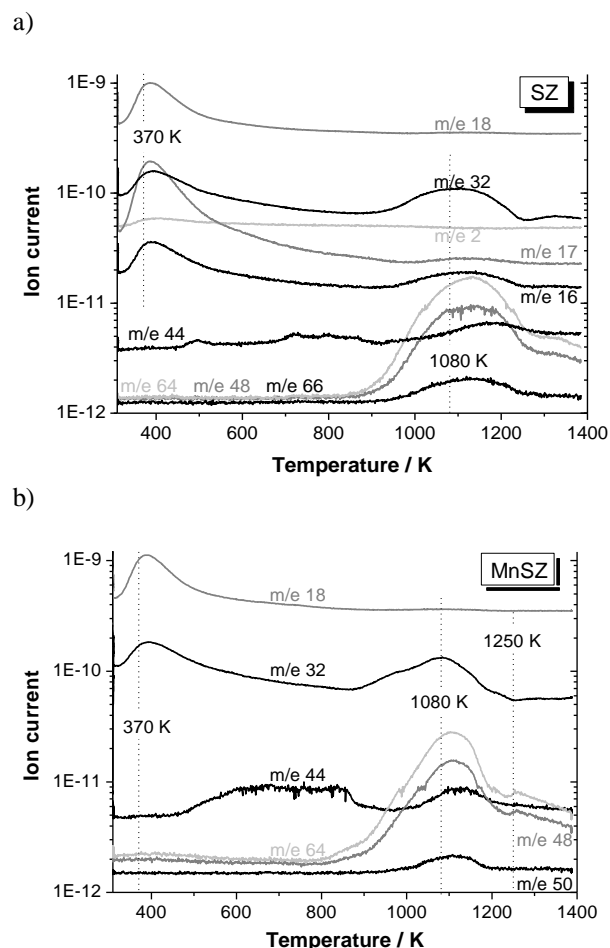 a)
1E-9
SZ
m/e 18
370 K
1E-10
m/e 32
m/e 2
m/e 17
Ion current
1E-11
m/e 16
m/e 44
1080 K
m/e 64 m/e 48 m/e 66
1E-12
400 600 800 1000 1200 1400
Temperature / K
b)
1E-9
MnSZ
m/e 18
1250 K
m/e 32
1E-10
370 K
1080 K
Ion current
m/e 44
1E-11
m/e 64
m/e 48
m/e 50
1E-12
400 600 800 1000 1200 1400
Temperature / K